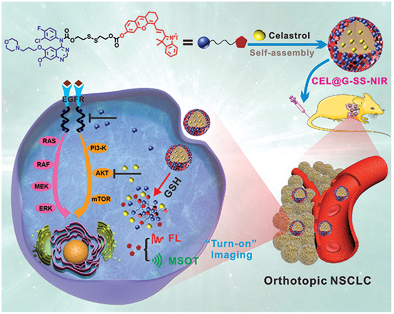 Celastrol
Self-assembly
CEL@G-SS-NIR
EGFR
RAS
RAF
MEK
ERK
PI3-K
AKT
mTOR
GSH
FL
MSOT
"Turn-on"
Imaging
Orthotopic NSCLC